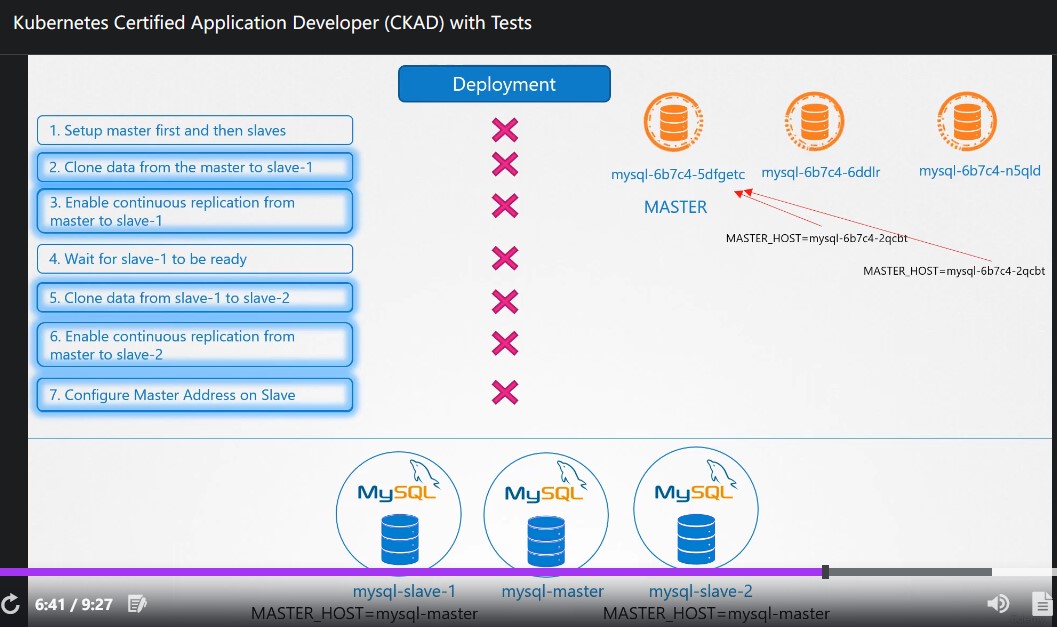 Kubernetes Certified Application Developer (CKAD) with Tests
Deployment
1. Setup master first and then slaves
2. Clone data from the master to slave-1
3. Enable continuous replication from
master to slave-1
4. Wait for slave-1 to be ready
5. Clone data from slave-1 to slave-2
6. Enable continuous replication from
master to slave-2
7. Configure Master Address on Slave
mysql-6b7c4-5dfgetc
mysql-6b7c4-6ddlr
mysql-6b7c4-n5qld
MASTER
MASTER_HOST=mysql-6b7c4-2qcbt
MASTER_HOST=mysql-6b7c4-2qcbt
MySQL
MySQL
MySQL
mysql-slave-1
mysql-master
mysql-slave-2
MASTER_HOST=mysql-master
MASTER_HOST=mysql-master
6:41 / 9:27